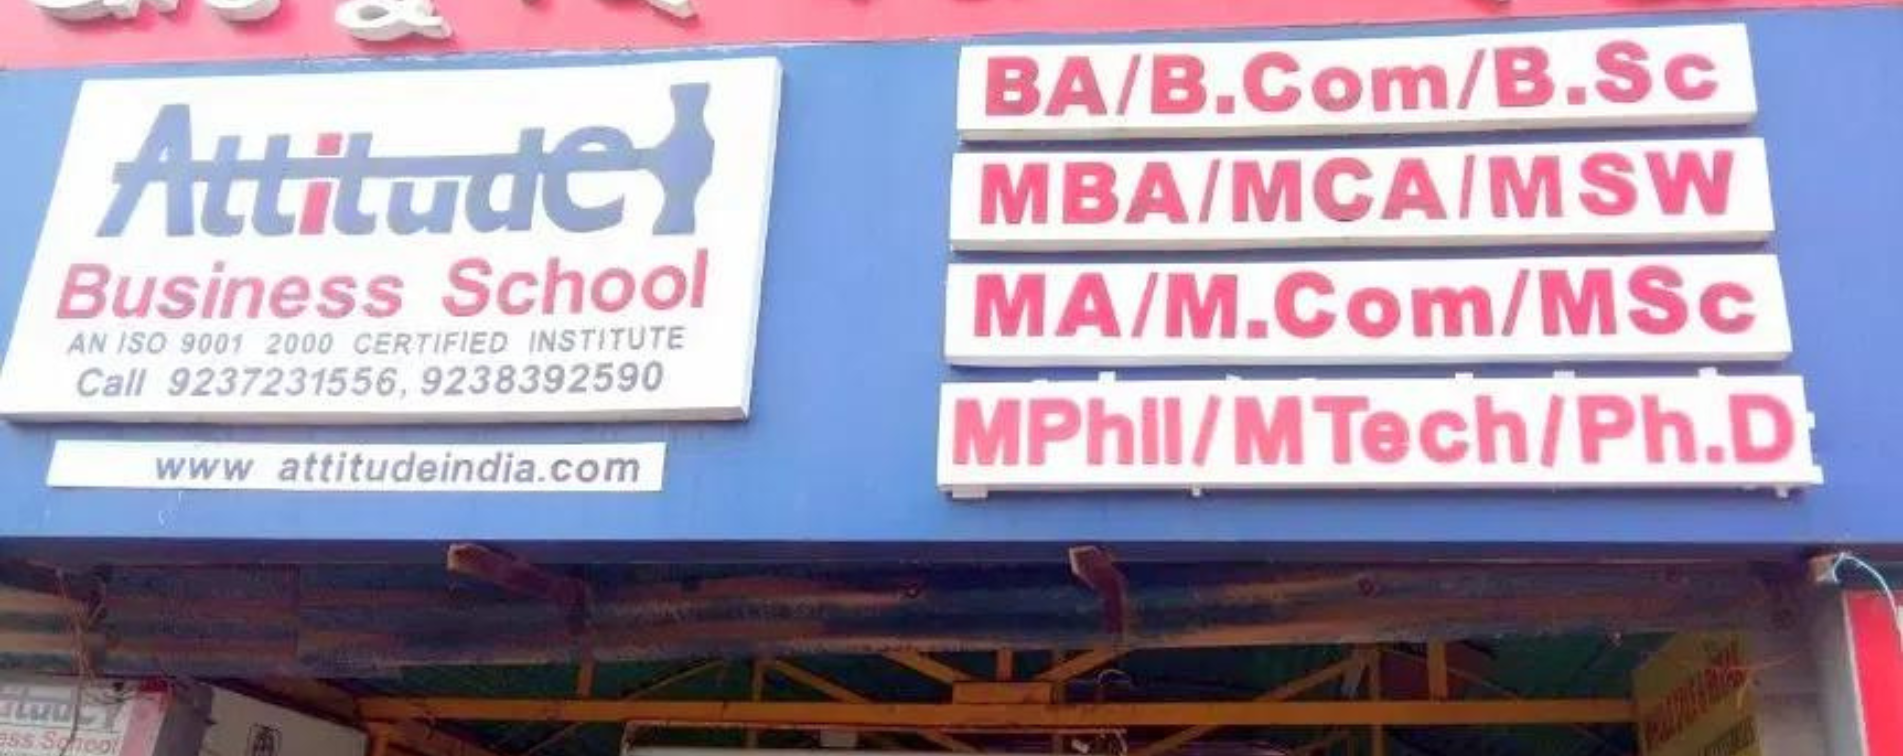 Attitude
Business School
AN ISO 9001 2000 CERTIFIED INSTITUTE
Call 9237231556, 9238392590
www attitudeindia.com
BA/B.Com/B.Sc
MBA/MCA/MSW
MA/M.Com/MSc
MPhil/MTech/Ph.D